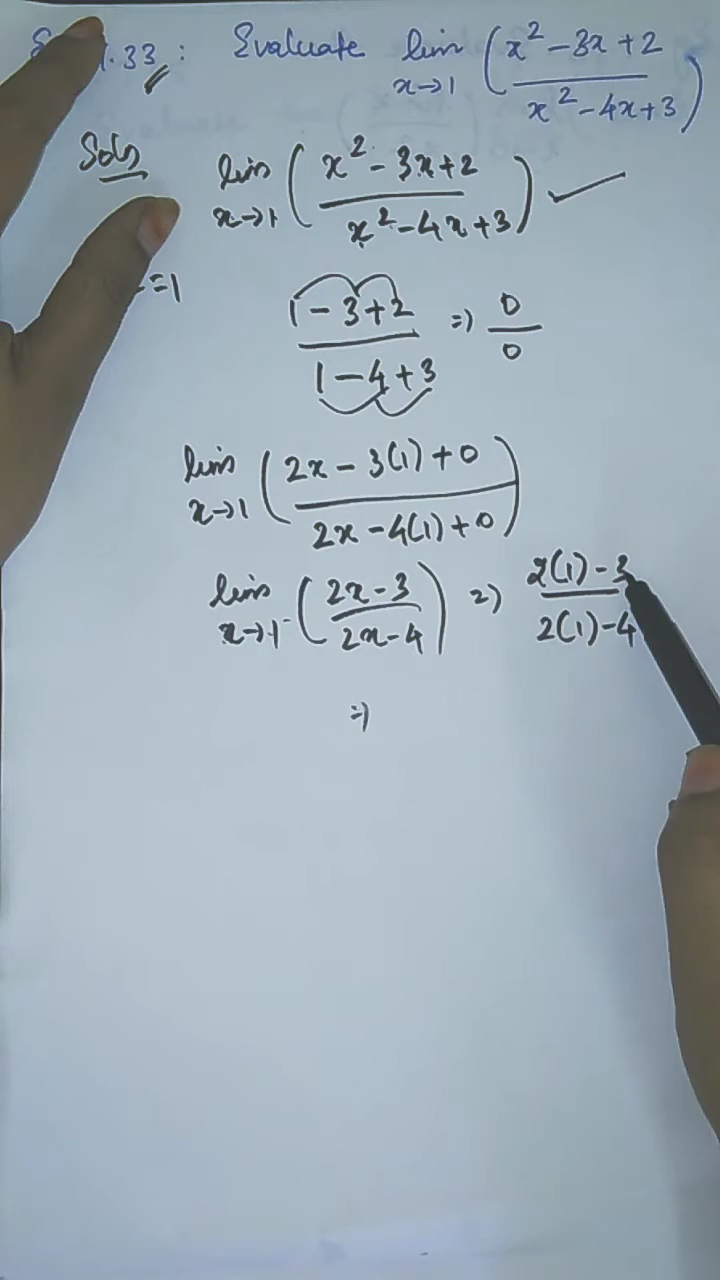 .33 : Evaluate lim x→1 (x² − 3x + 2 / x² − 4x + 3)
Soln lim x→1 (x² − 3x + 2 / x² − 4x + 3) ✓
=1
1 − 3 + 2 / 1 − 4 + 3 ⇒ 0/0
lim x→1 (2x − 3(1) + 0 / 2x − 4(1) + 0)
lim x→1 (2x − 3 / 2x − 4) ⇒ 2(1) − 3 / 2(1) − 4
⇒